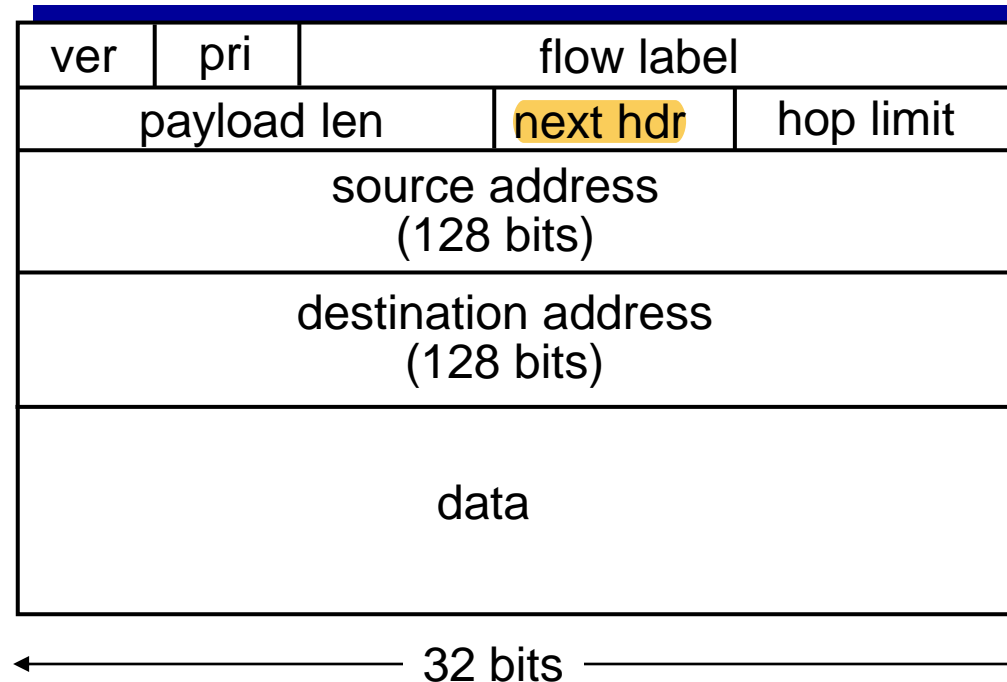 ver pri flow label
payload len next hdr hop limit
source address
(128 bits)
destination address
(128 bits)
data
32 bits